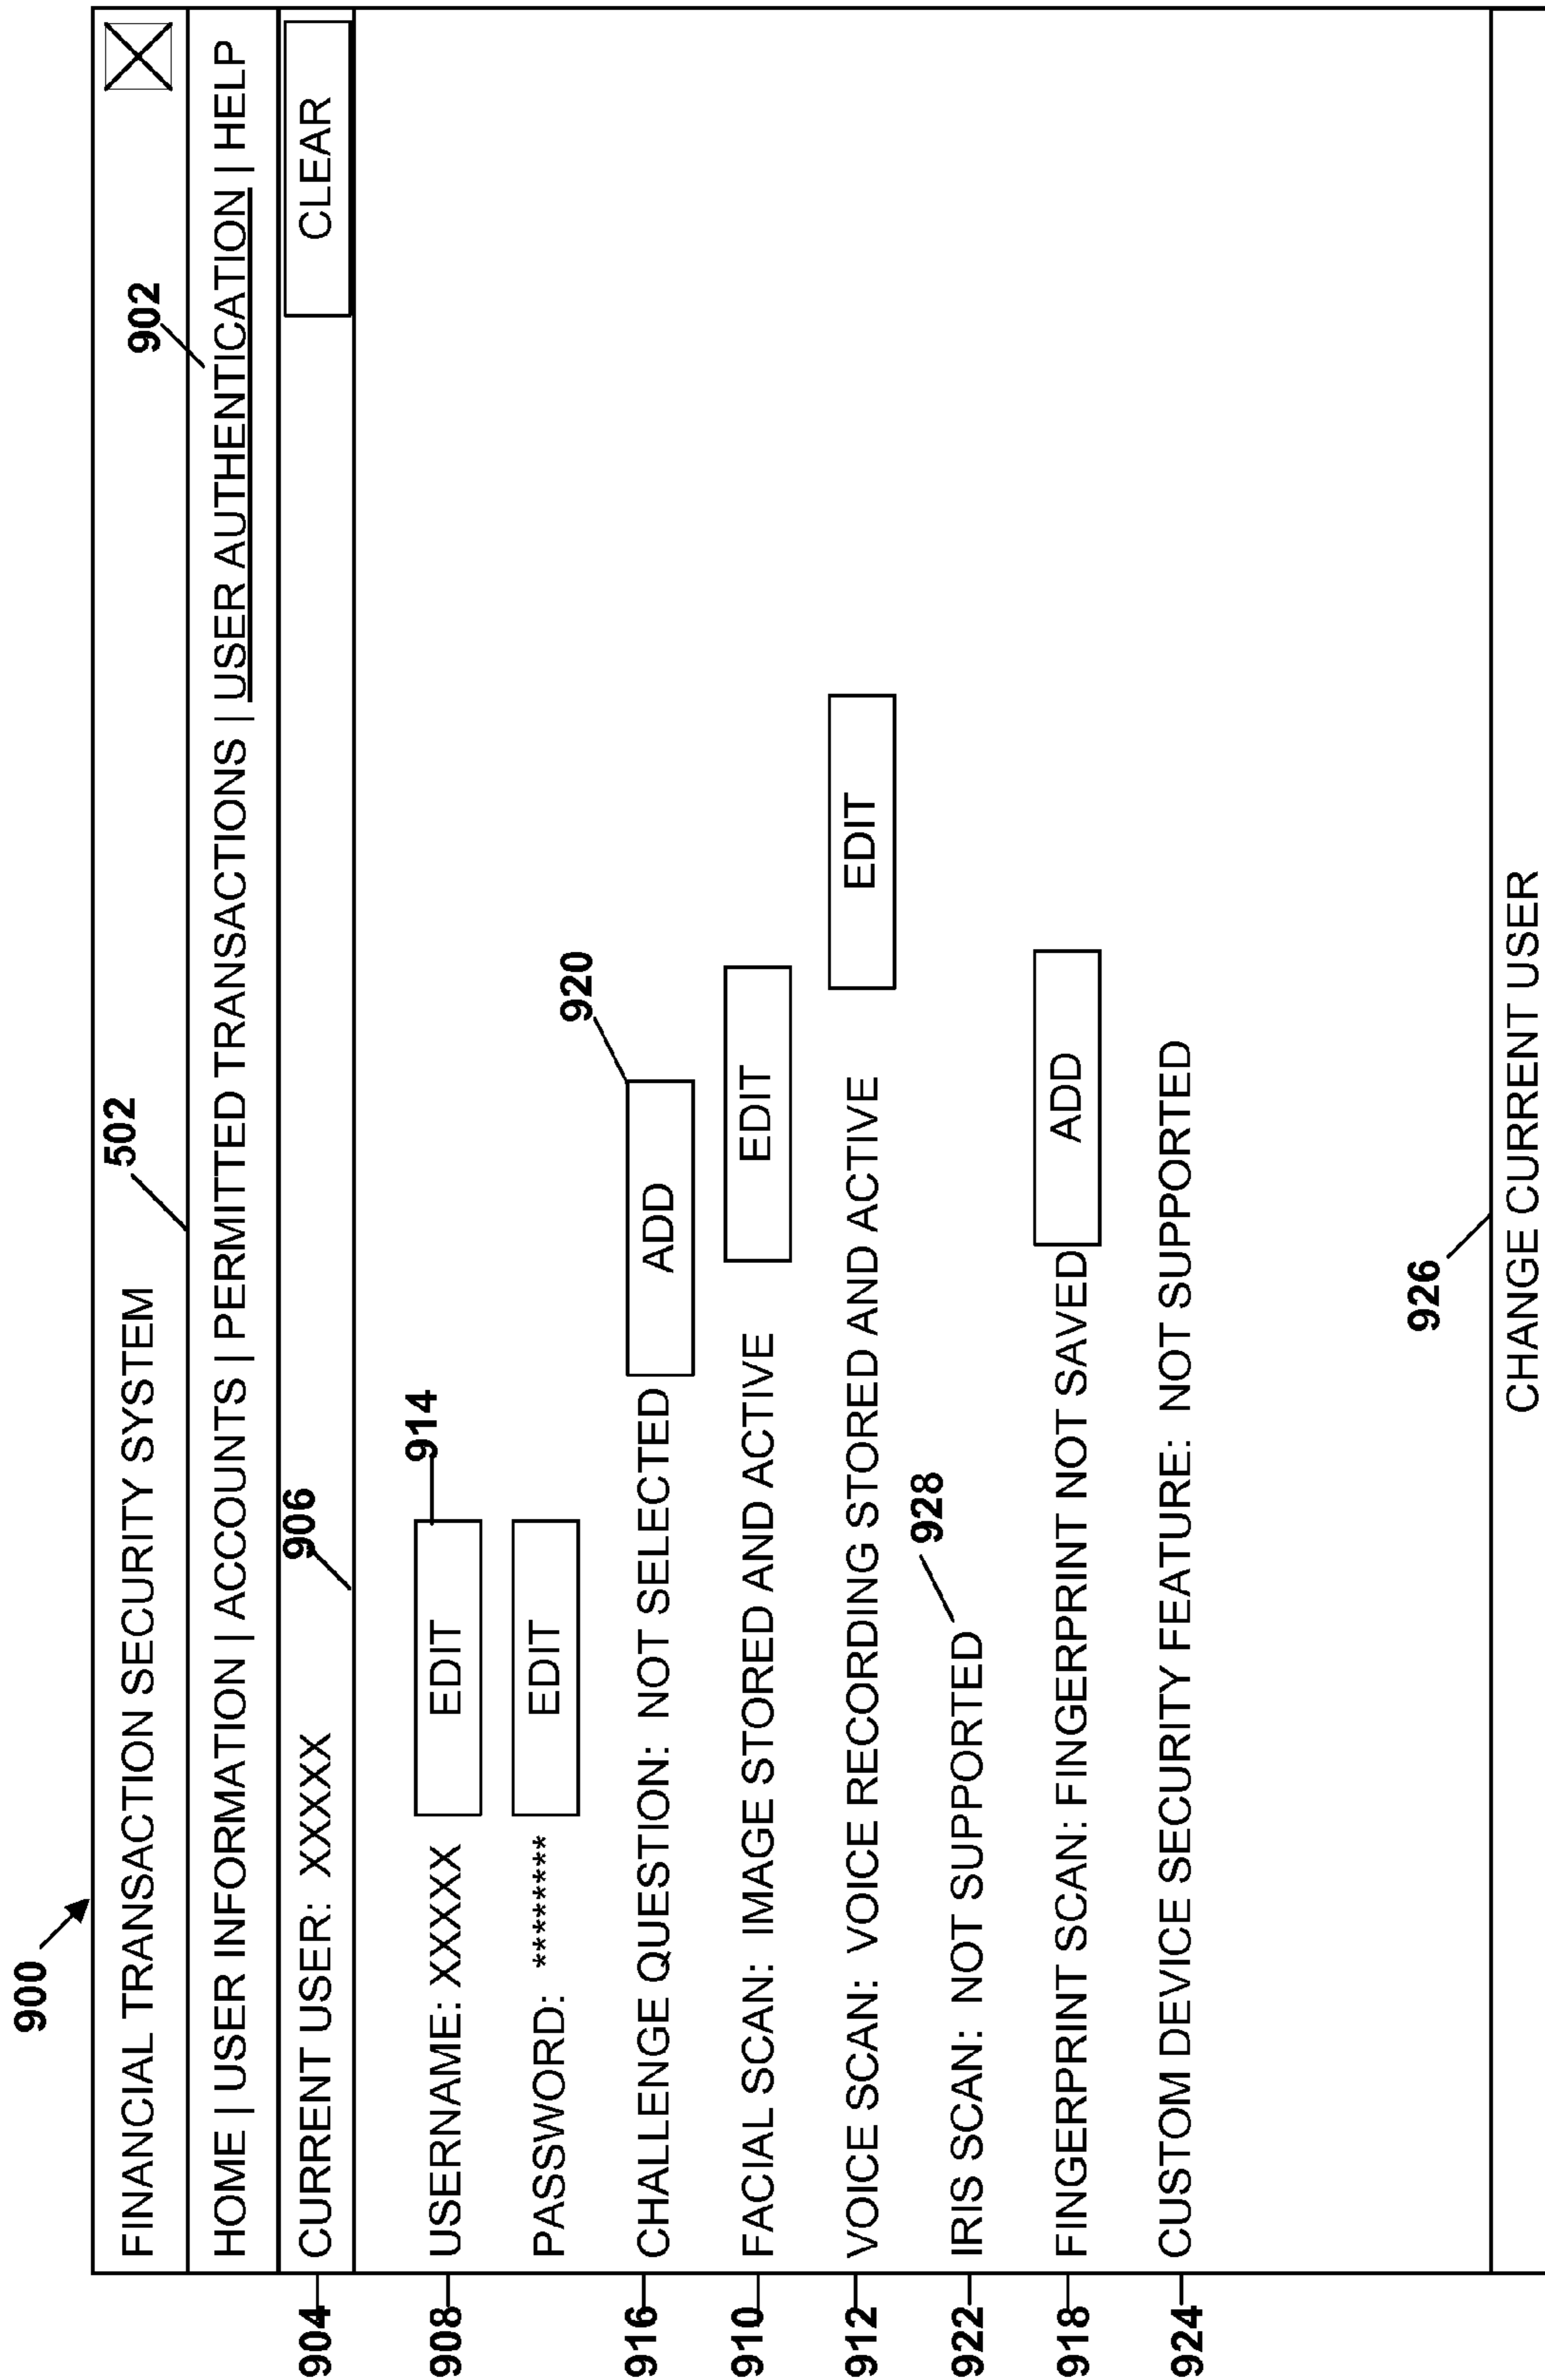 900
FINANCIAL TRANSACTION SECURITY SYSTEM
502
902
HOME | USER INFORMATION | ACCOUNTS | PERMITTED TRANSACTIONS | USER AUTHENTICATION | HELP
904
CURRENT USER: XXXXX
906
CLEAR
908
USERNAME: XXXXX
EDIT
914
PASSWORD: ********
EDIT
916
CHALLENGE QUESTION: NOT SELECTED
ADD
920
910
FACIAL SCAN: IMAGE STORED AND ACTIVE
EDIT
912
VOICE SCAN: VOICE RECORDING STORED AND ACTIVE
EDIT
922
IRIS SCAN: NOT SUPPORTED
928
918
FINGERPRINT SCAN: FINGERPRINT NOT SAVED
ADD
924
CUSTOM DEVICE SECURITY FEATURE: NOT SUPPORTED
926
CHANGE CURRENT USER